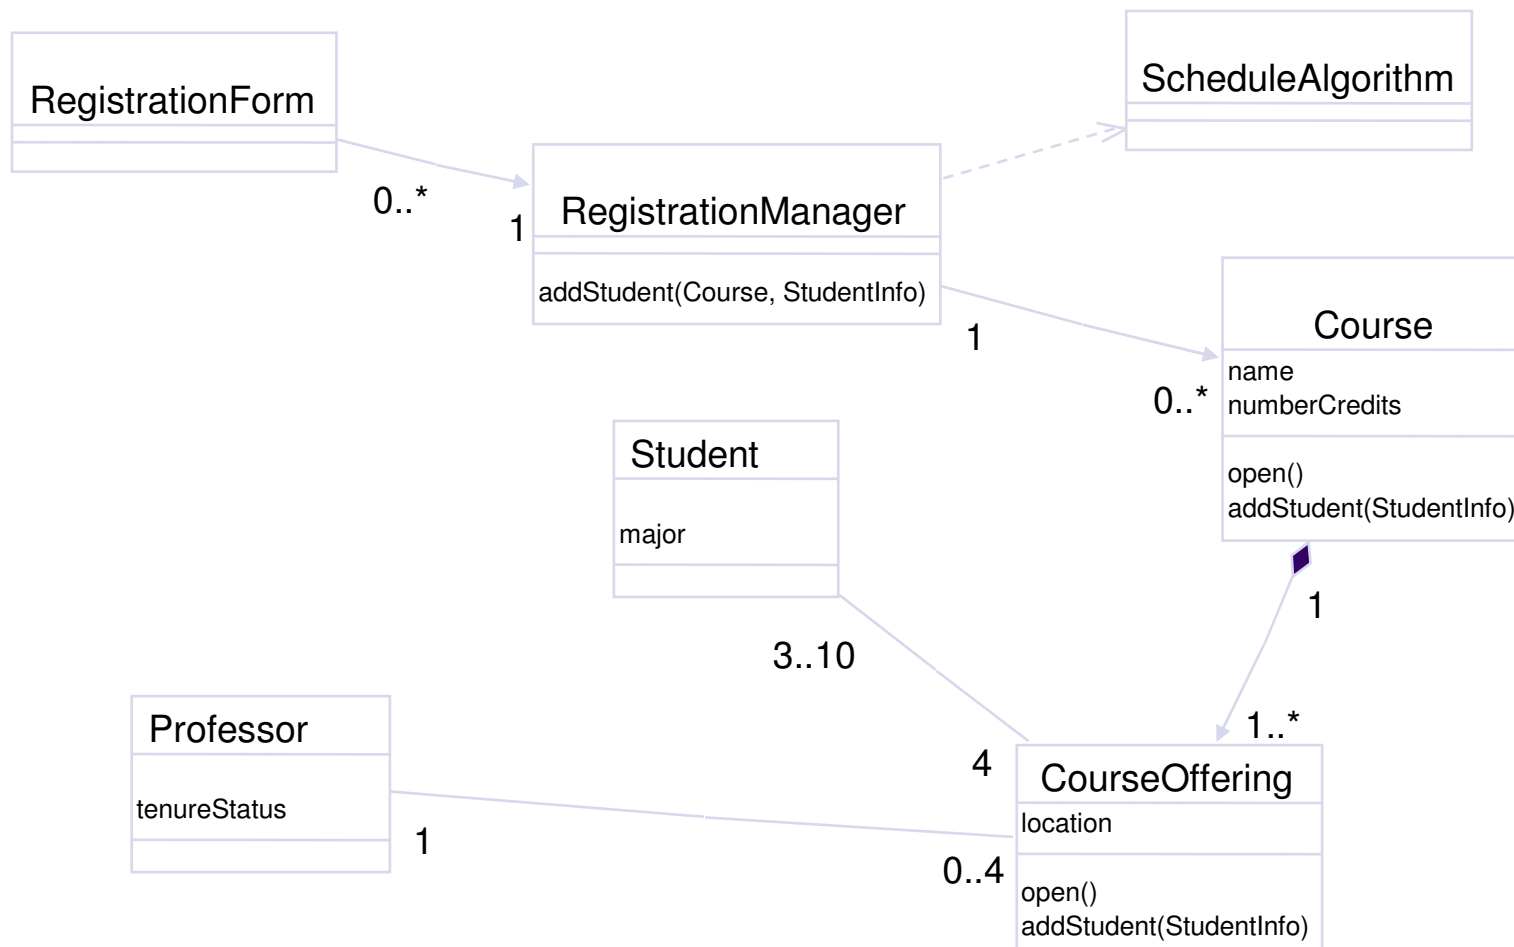 RegistrationForm
0..*
1
RegistrationManager
addStudent(Course, StudentInfo)
ScheduleAlgorithm
1
0..*
Course
name
numberCredits
open()
addStudent(StudentInfo)
Student
major
3..10
4
1
1..*
Professor
tenureStatus
1
0..4
CourseOffering
location
open()
addStudent(StudentInfo)